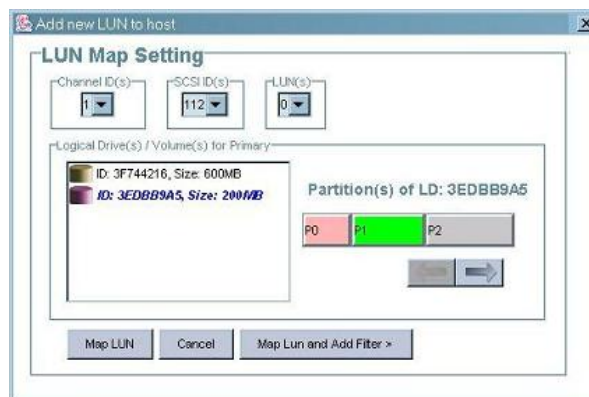 Add new LUN to host
LUN Map Setting
Channel ID(s)
SCSI ID(s)
LUN(s)
1
112
0
Logical Drive(s) / Volume(s) for Primary
ID: 3F744216, Size: 600MB
ID: 3EDBB9A5, Size: 200MB
Partition(s) of LD: 3EDBB9A5
P0
P1
P2
Map LUN
Cancel
Map Lun and Add Filter >